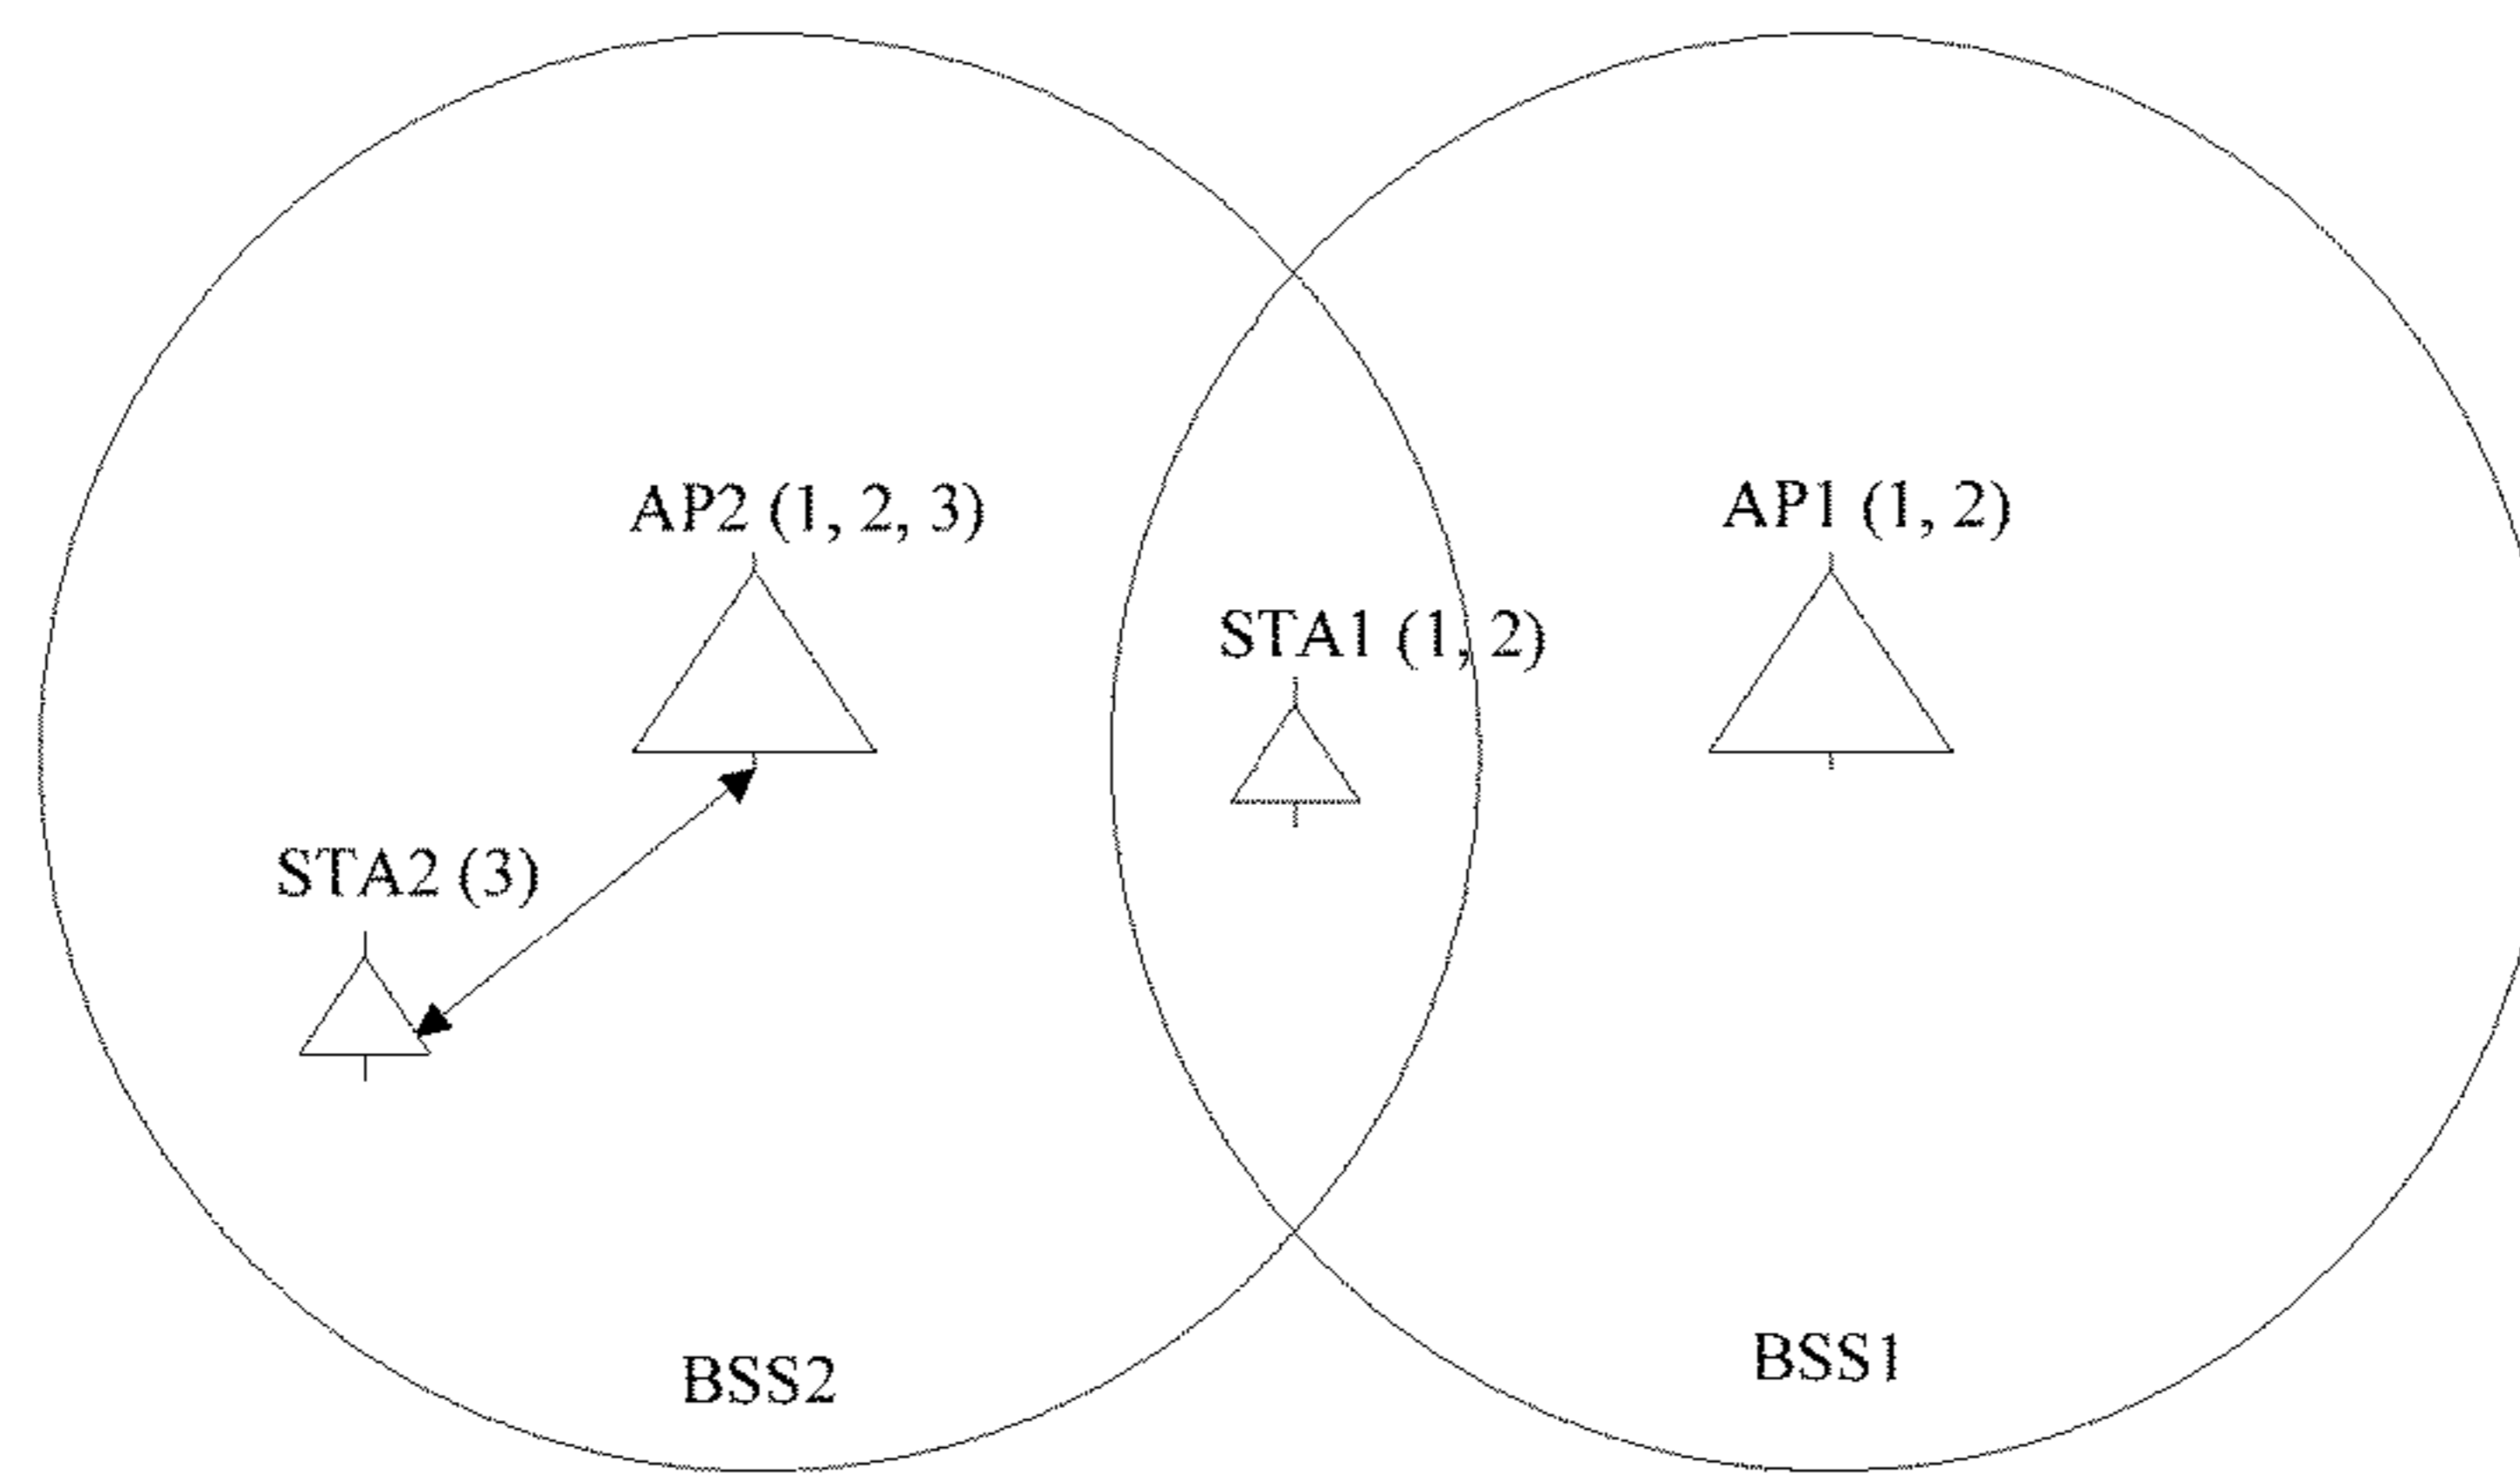 AP2 (1, 2, 3)
AP1 (1, 2)
STA1 (1, 2)
STA2 (3)
BSS2
BSS1